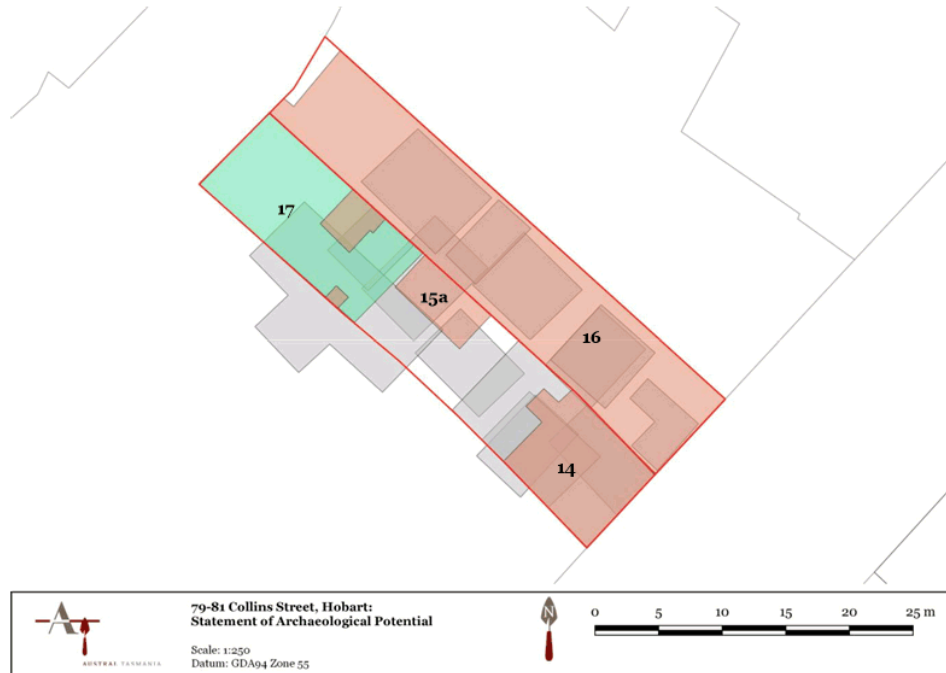 17
15a
16
14
A
AUSTRAL TASMANIA
79-81 Collins Street, Hobart:
Statement of Archaeological Potential
Scale: 1:250
Datum: GDA94 Zone 55
N
0 5 10 15 20 25 m